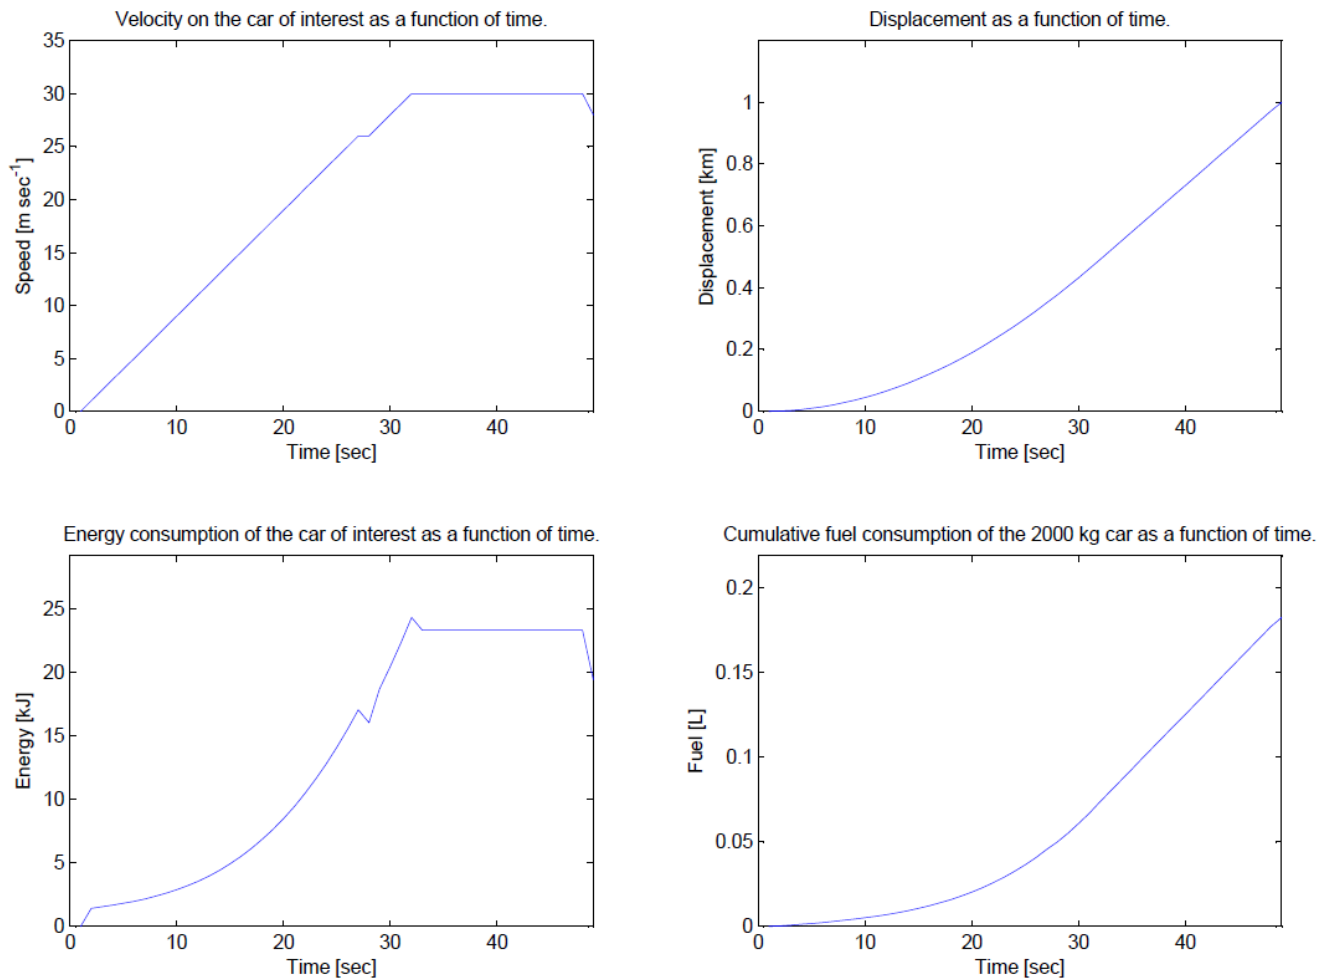 Velocity on the car of interest as a function of time.
35
30
25
20
15
10
5
0
Speed [m sec-1]
0 10 20 30 40
Time [sec]
Displacement as a function of time.
1
0.8
0.6
0.4
0.2
0
Displacement [km]
0 10 20 30 40
Time [sec]
Energy consumption of the car of interest as a function of time.
25
20
15
10
5
0
Energy [kJ]
0 10 20 30 40
Time [sec]
Cumulative fuel consumption of the 2000 kg car as a function of time.
0.2
0.15
0.1
0.05
0
Fuel [L]
0 10 20 30 40
Time [sec]